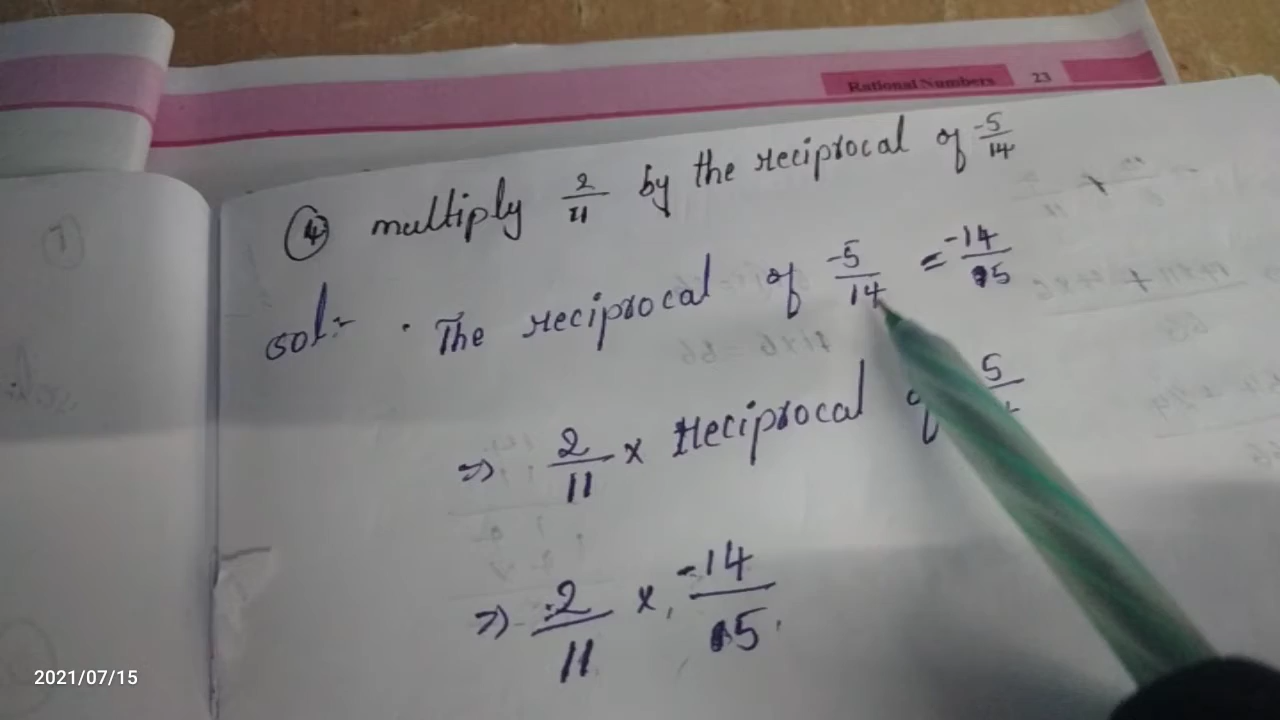 Rational Numbers 23
④ multiply 2/11 by the reciprocal of -5/14
Sol:- . The reciprocal of -5/14 = -14/5
=> 2/11 × reciprocal of 5
=> 2/11 × -14/5
2021/07/15